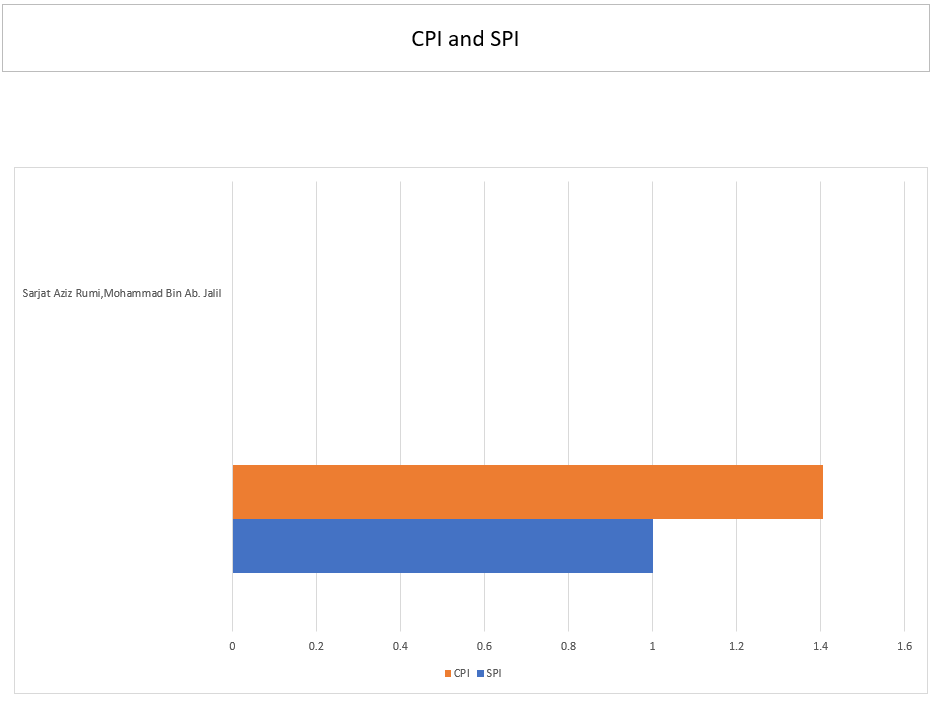 CPI and SPI
Sarjat Aziz Rumi,Mohammad Bin Ab. Jalil
0 0.2 0.4 0.6 0.8 1 1.2 1.4 1.6
CPI SPI